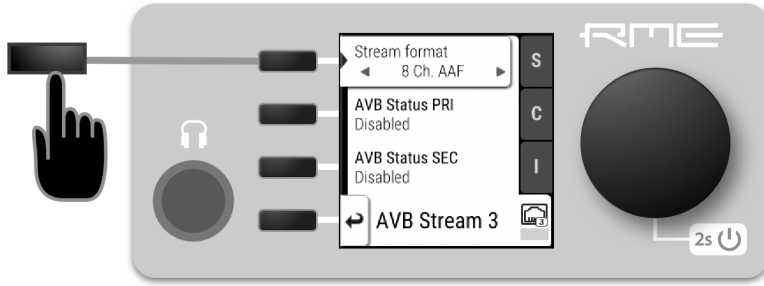 RME
Stream format
8 Ch. AAF
S
AVB Status PRI
Disabled
C
AVB Status SEC
Disabled
I
AVB Stream 3
3
2s